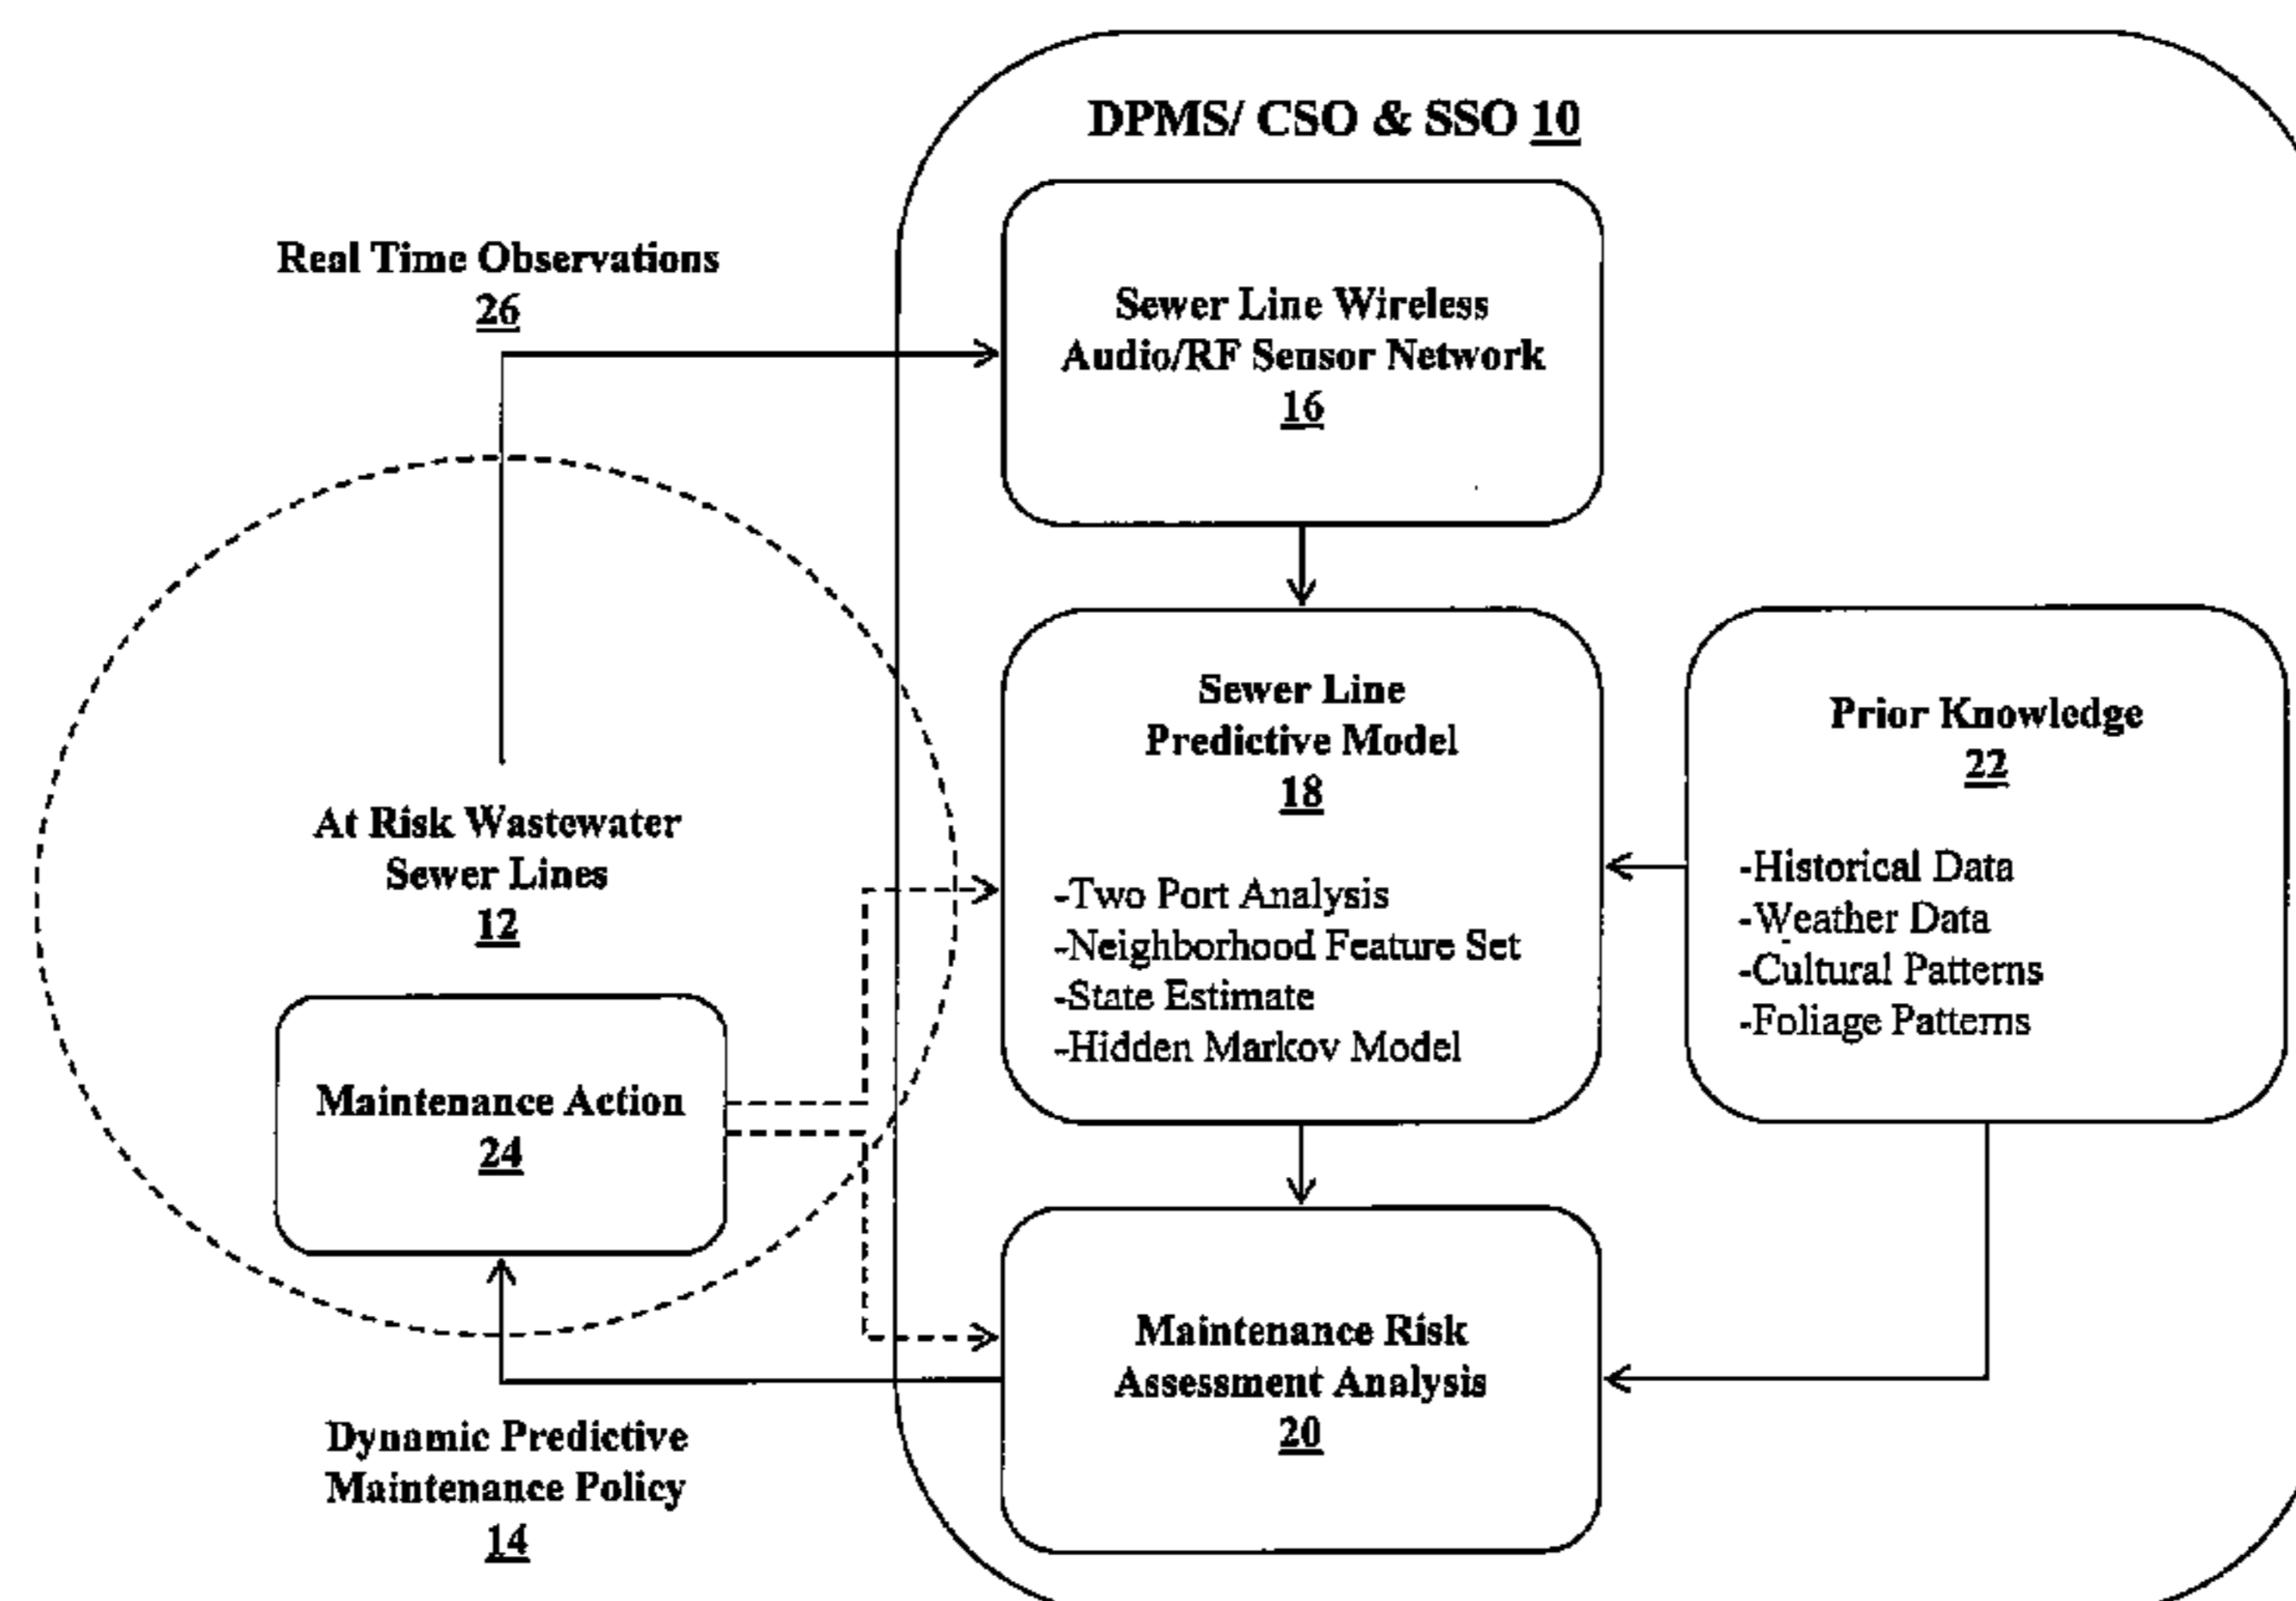 DPMS/ CSO & SSO 10
Real Time Observations
26
Sewer Line Wireless
Audio/RF Sensor Network
16
At Risk Wastewater
Sewer Lines
12
Sewer Line
Predictive Model
18
-Two Port Analysis
-Neighborhood Feature Set
-State Estimate
-Hidden Markov Model
Prior Knowledge
22
-Historical Data
-Weather Data
-Cultural Patterns
-Foliage Patterns
Maintenance Action
24
Maintenance Risk
Assessment Analysis
20
Dynamic Predictive
Maintenance Policy
14